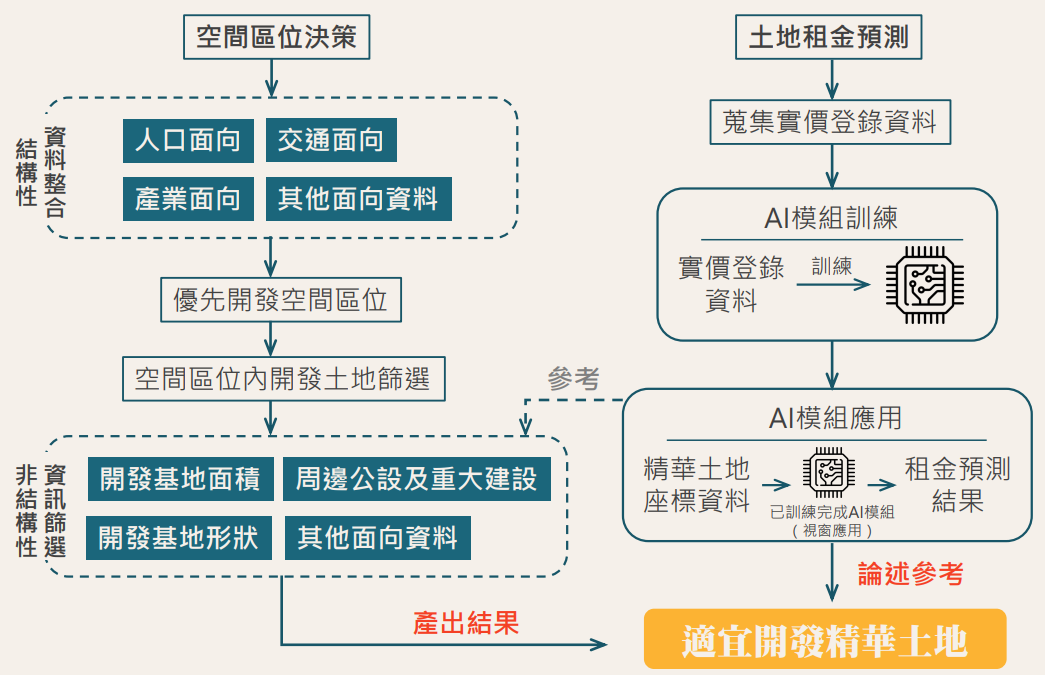 空間區位決策
結構性
資料整合
人口面向
交通面向
產業面向
其他面向資料
優先開發空間區位
空間區位內開發土地篩選
非結構性
資訊篩選
開發基地面積
周邊公設及重大建設
開發基地形狀
其他面向資料
產出結果
土地租金預測
蒐集實價登錄資料
AI模組訓練
實價登錄
資料
訓練
參考
AI模組應用
精華土地
座標資料
已訓練完成AI模組
(視窗應用)
租金預測
結果
論述參考
適宜開發精華土地